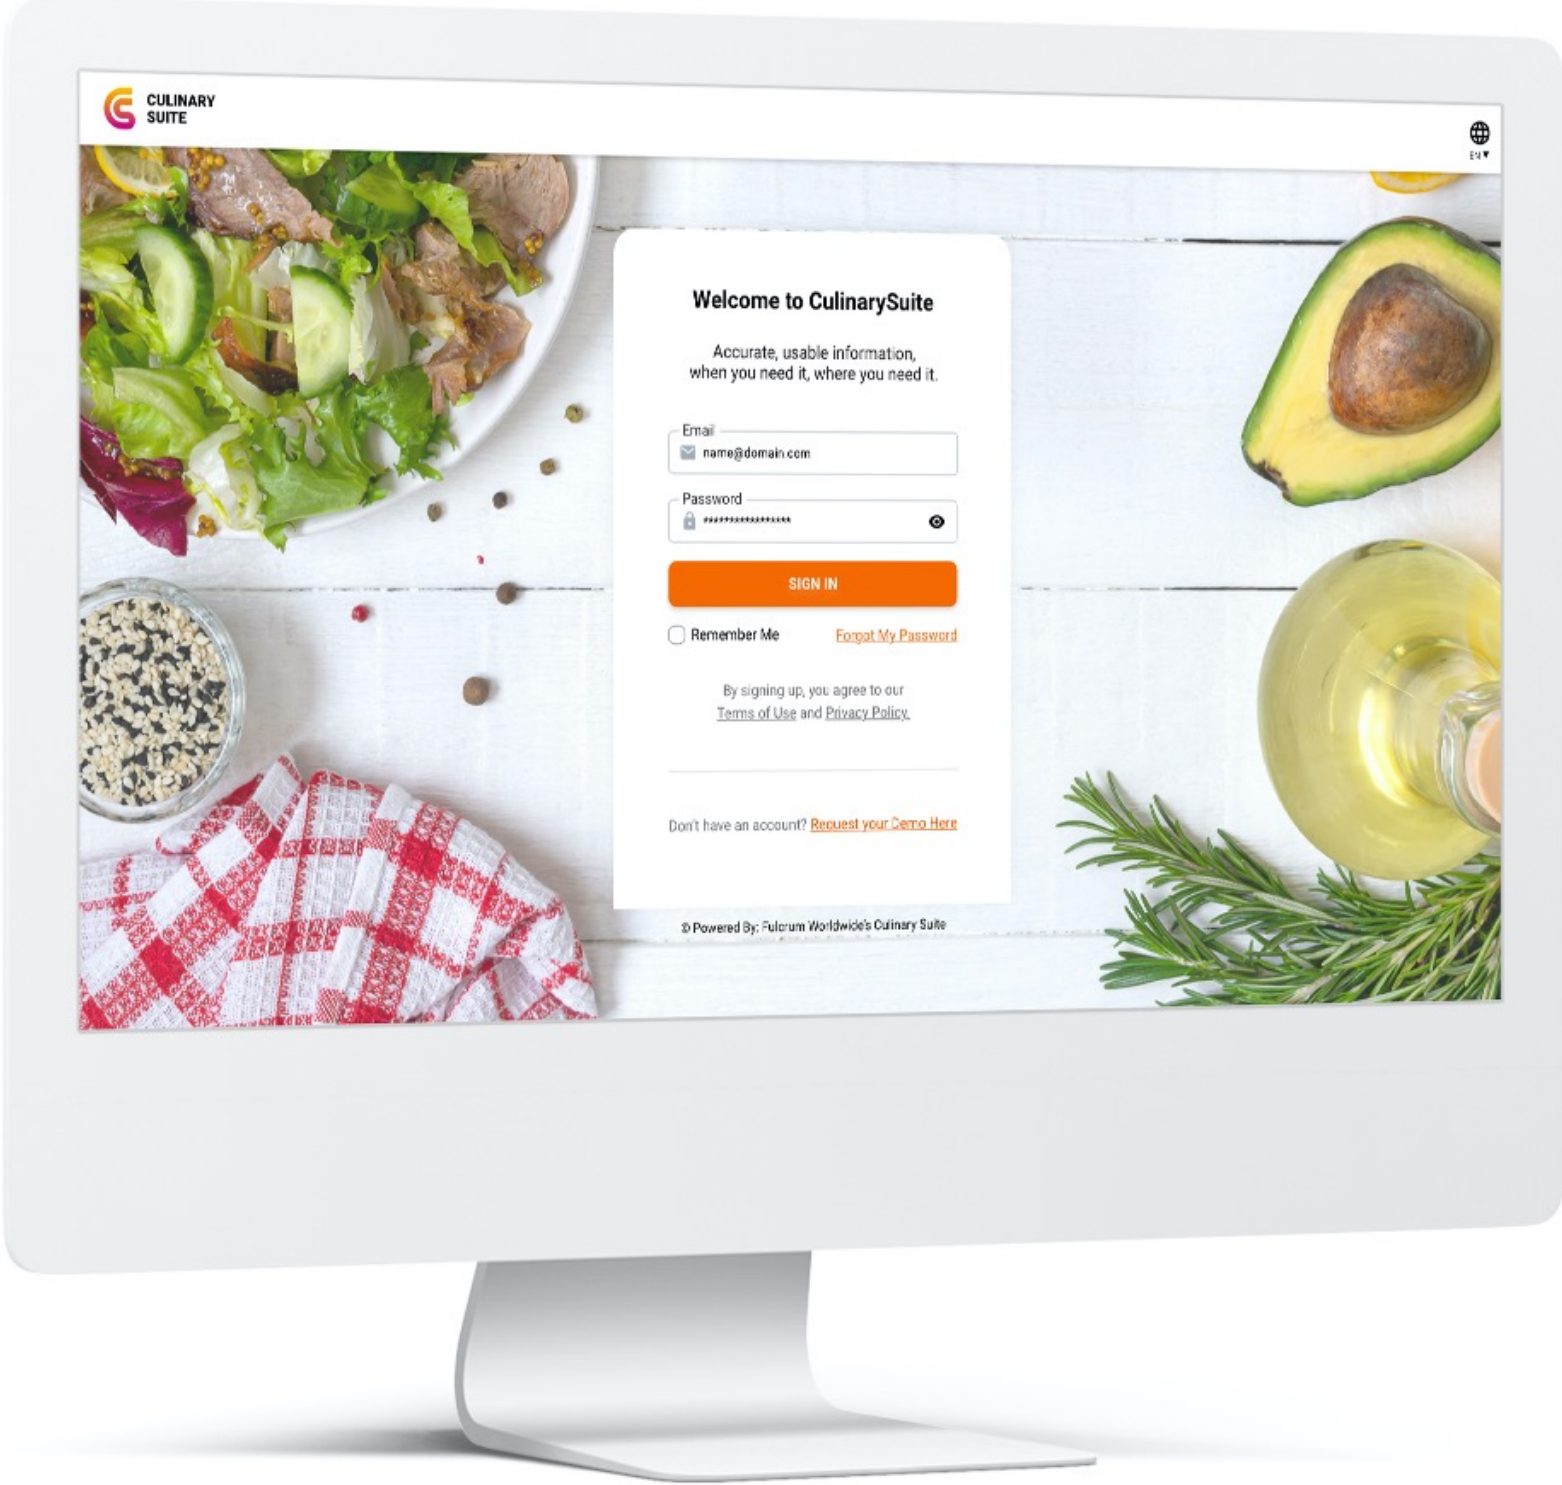 CULINARY
SUITE
EN
Welcome to CulinarySuite
Accurate, usable information,
when you need it, where you need it.
Email
name@domain.com
Password
*****************
SIGN IN
Remember Me
Forgot My Password
By signing up, you agree to our
Terms of Use and Privacy Policy.
Don't have an account? Request your Demo Here
© Powered By: Fulcrum Worldwide's Culinary Suite